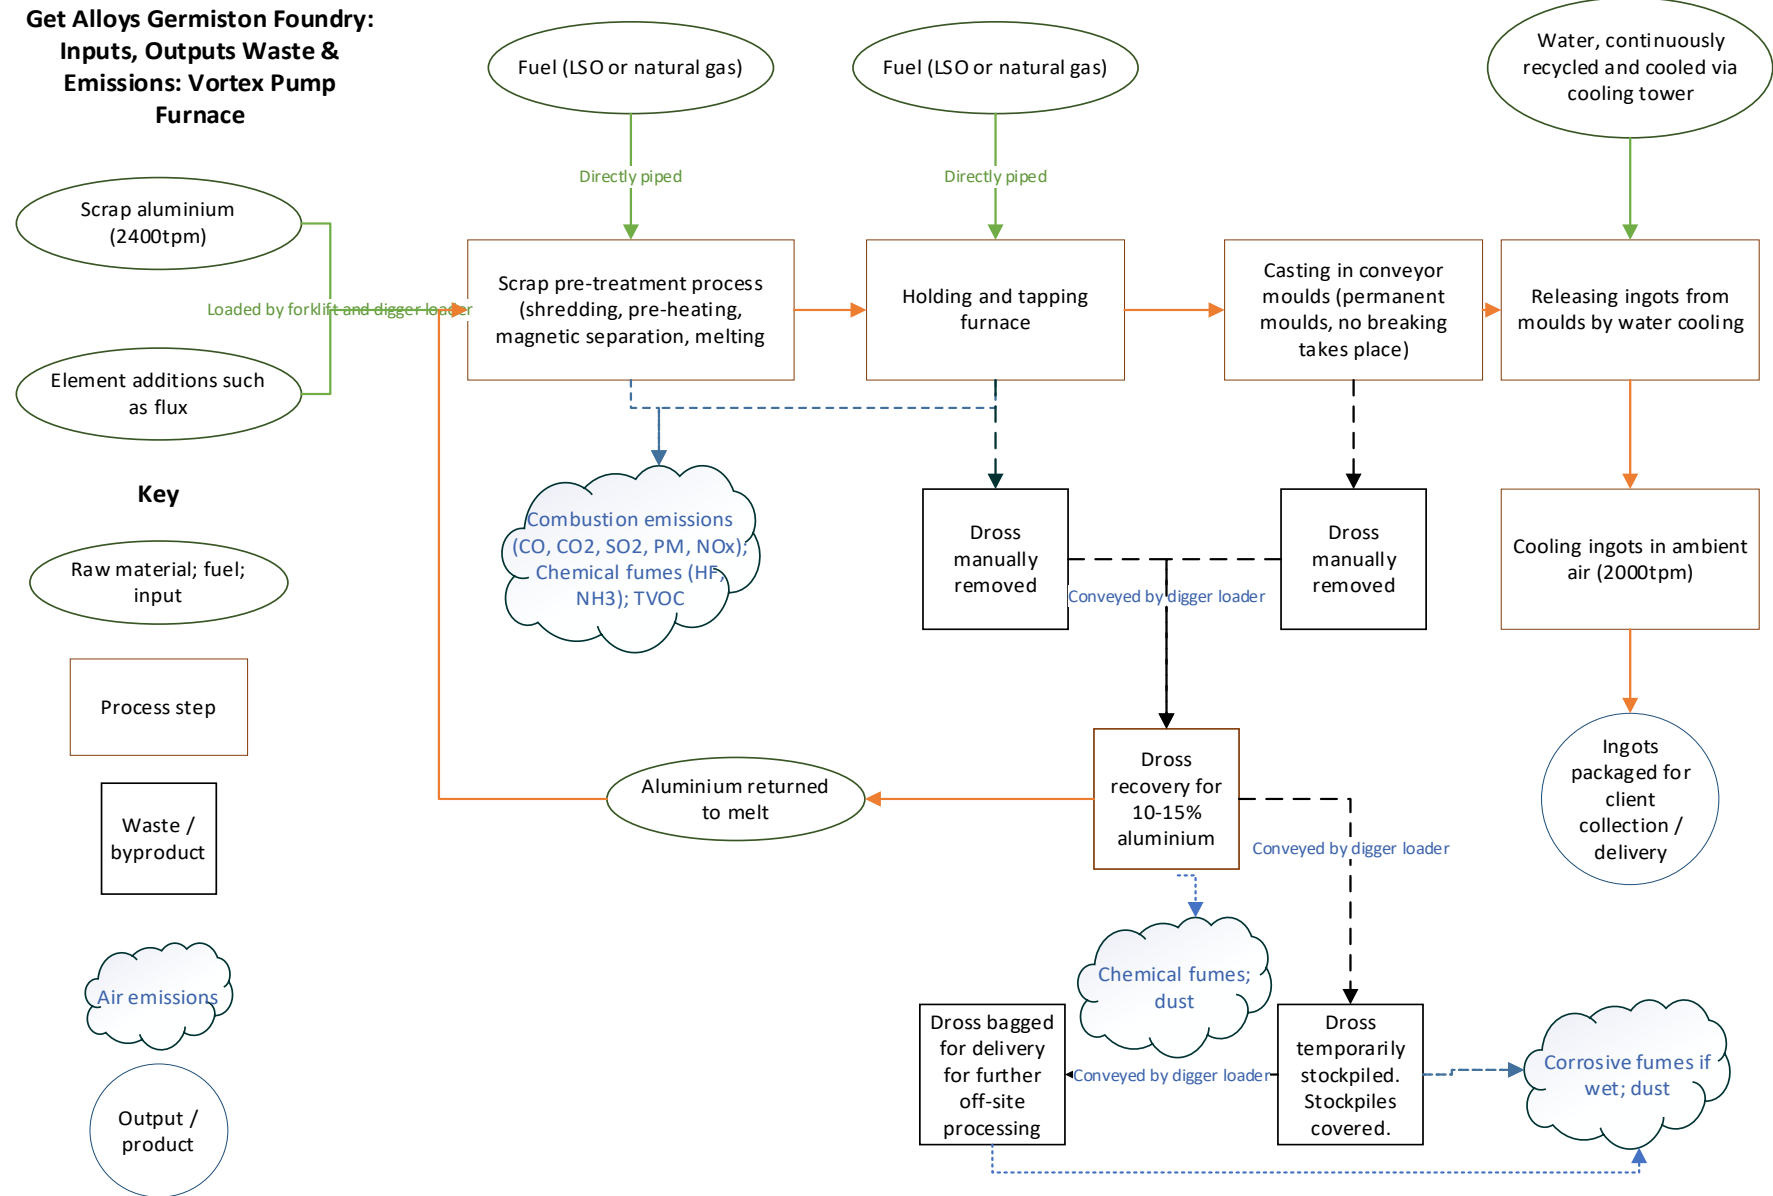 Get Alloys Germiston Foundry:
Inputs, Outputs Waste &
Emissions: Vortex Pump
Furnace
Fuel (LSO or natural gas)
Fuel (LSO or natural gas)
Water, continuously
recycled and cooled via
cooling tower
Directly piped
Directly piped
Scrap aluminium
(2400tpm)
Loaded by forklift and digger loader
Element additions such
as flux
Scrap pre-treatment process
(shredding, pre-heating,
magnetic separation, melting
Holding and tapping
furnace
Casting in conveyor
moulds (permanent
moulds, no breaking
takes place)
Releasing ingots from
moulds by water cooling
Key
Raw material; fuel;
input
Process step
Waste /
byproduct
Air emissions
Output /
product
Combustion emissions
(CO, CO2, SO2, PM, NOx);
Chemical fumes (HF,
NH3); TVOC
Dross
manually
removed
Conveyed by digger loader
Dross
manually
removed
Cooling ingots in ambient
air (2000tpm)
Aluminium returned
to melt
Dross
recovery for
10-15%
aluminium
Conveyed by digger loader
Ingots
packaged for
client
collection /
delivery
Chemical fumes;
dust
Dross bagged
for delivery
for further
off-site
processing
Conveyed by digger loader
Dross
temporarily
stockpiled.
Stockpiles
covered.
Corrosive fumes if
wet; dust